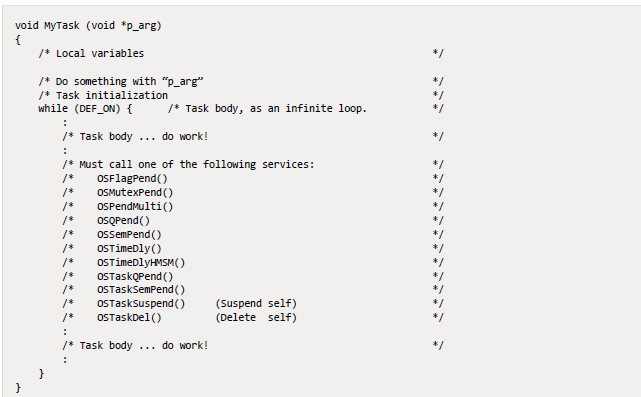 void MyTask (void *p_arg)
{
    /* Local variables                                                */

    /* Do something with “p_arg”                                      */
    /* Task initialization                                            */
    while (DEF_ON) {      /* Task body, as an infinite loop.          */
        :
        /* Task body ... do work!                                     */
        :
        /* Must call one of the following services:                   */
        /*    OSFlagPend()                                            */
        /*    OSMutexPend()                                           */
        /*    OSPendMulti()                                           */
        /*    OSQPend()                                               */
        /*    OSSemPend()                                             */
        /*    OSTimeDly()                                             */
        /*    OSTimeDlyHMSM()                                         */
        /*    OSTaskQPend()                                           */
        /*    OSTaskSemPend()                                         */
        /*    OSTaskSuspend()     (Suspend self)                      */
        /*    OSTaskDel()         (Delete  self)                      */
        :
        /* Task body ... do work!                                     */
        :
    }
}